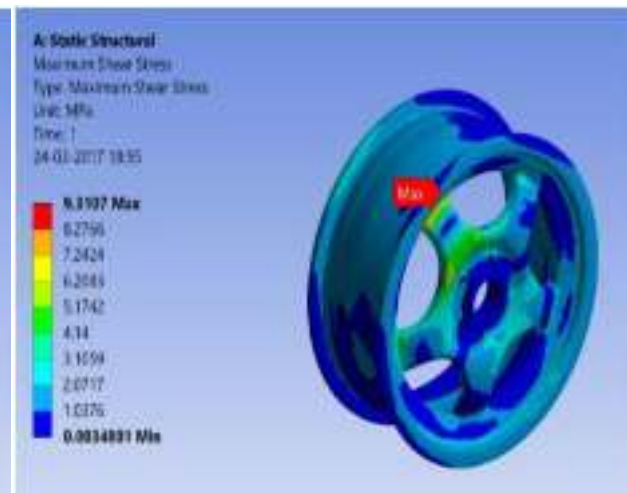 A: Static Structural
Maximum Shear Stress
Type: Maximum Shear Stress
Unit: MPa
Time: 1
24-03-2017 18:55
9.3107 Max
8.2766
7.2424
6.2083
5.1742
4.14
3.1059
2.0717
1.0376
0.0034801 Min
Max